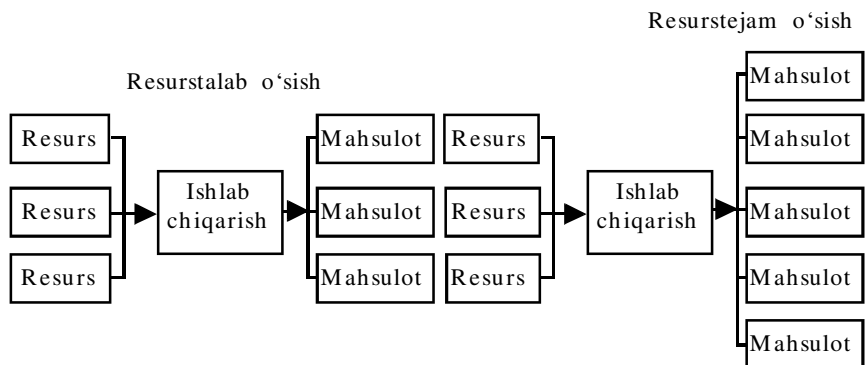 Resurstejam o‘sish
Resurstalab o‘sish
Resurs
Resurs
Resurs
Ishlab
chiqarish
Mahsulot
Mahsulot
Mahsulot
Resurs
Resurs
Resurs
Ishlab
chiqarish
Mahsulot
Mahsulot
Mahsulot
Mahsulot
Mahsulot